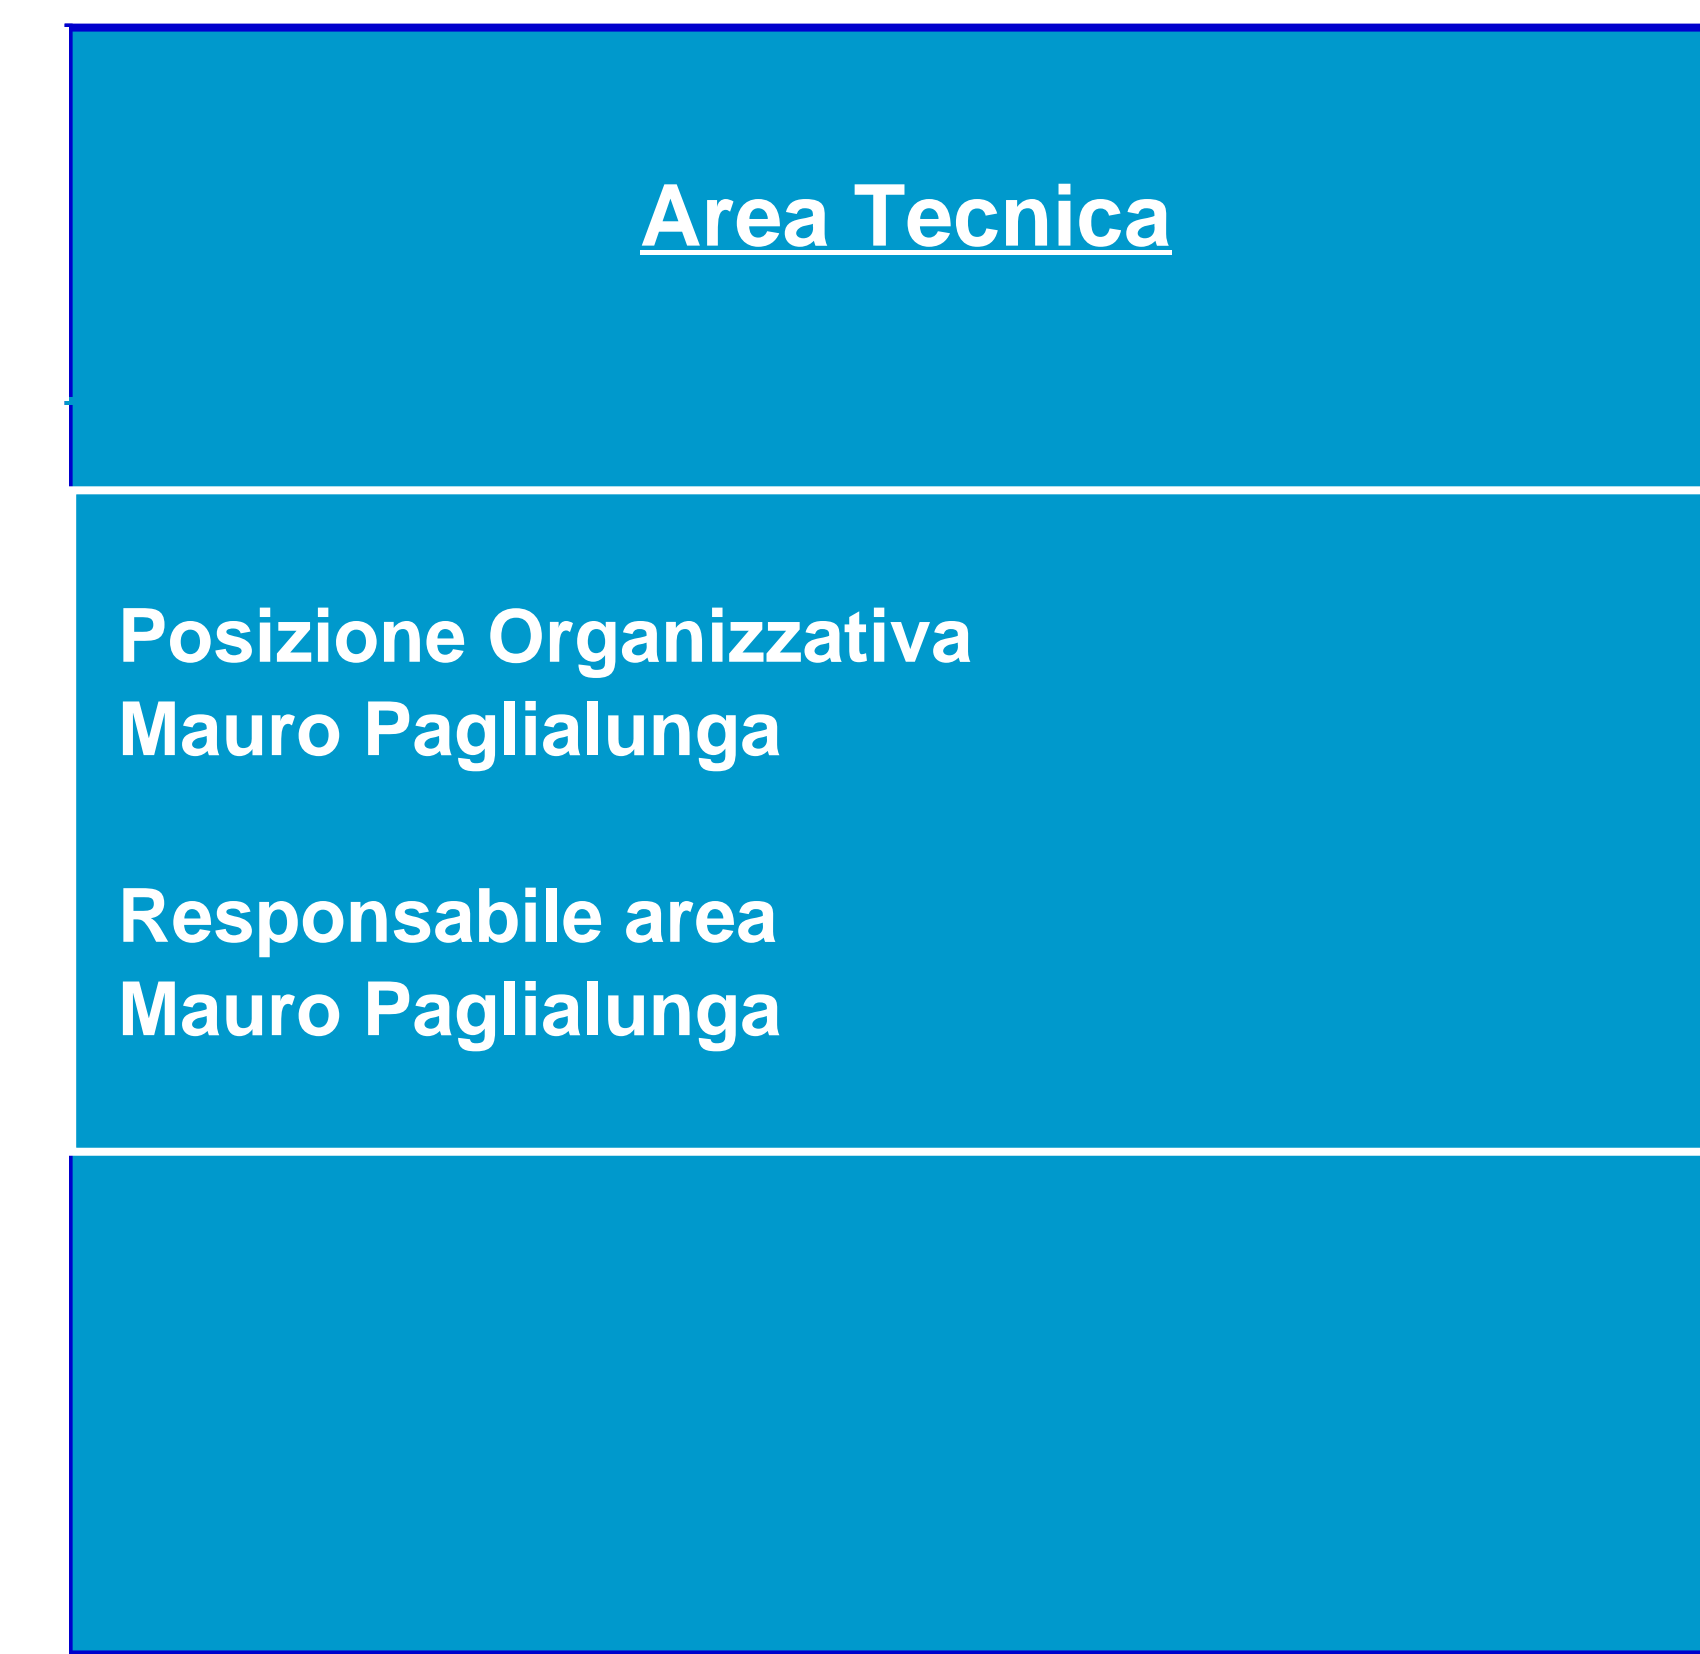 Area Tecnica
Posizione Organizzativa
Mauro Paglialunga
Responsabile area
Mauro Paglialunga